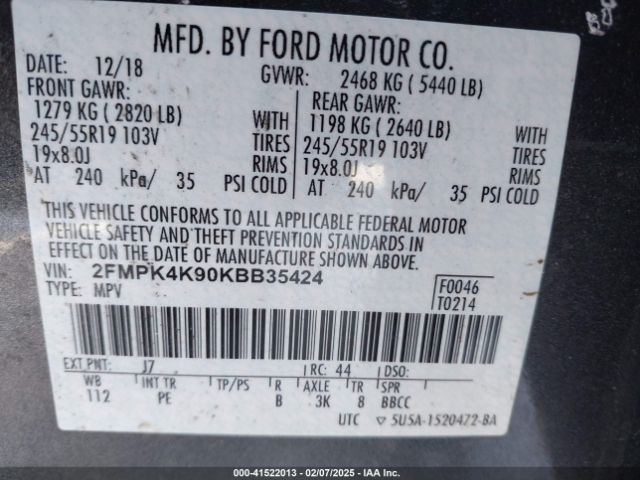 MFD. BY FORD MOTOR CO.
DATE: 12/18 GVWR: 2468 KG ( 5440 LB)
FRONT GAWR: REAR GAWR:
1279 KG ( 2820 LB) WITH 1198 KG ( 2640 LB) WITH
245/55R19 103V TIRES 245/55R19 103V TIRES
19x8.0J RIMS 19x8.0J RIMS
AT 240 kPa/ 35 PSI COLD AT 240 kPa/ 35 PSI COLD
THIS VEHICLE CONFORMS TO ALL APPLICABLE FEDERAL MOTOR
VEHICLE SAFETY AND THEFT PREVENTION STANDARDS IN
EFFECT ON THE DATE OF MANUFACTURE SHOWN ABOVE.
VIN: 2FMPK4K90KBB35424 F0046
TYPE: MPV T0214
EXT PNT: J7 RC: 44 DSO:
WB INT TR TP/PS R AXLE TR SPR
112 PE B 3K 8 BBCC
UTC ▽ 5U5A-1520472-BA
000-41522013 - 02/07/2025 - IAA Inc.